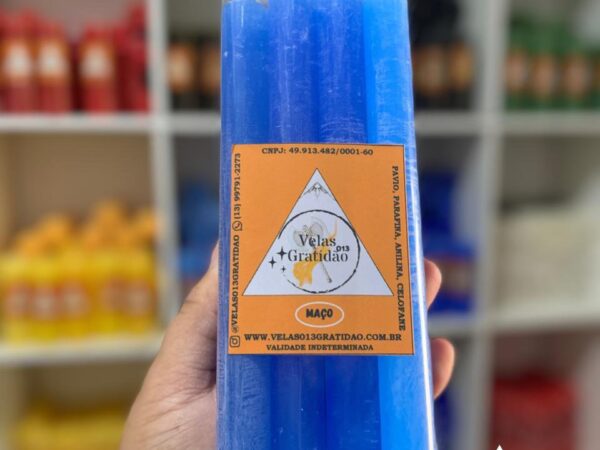 CNPJ: 49.913.482/0001-60
@VELAS013GRATIDAO (13) 99791-2273
PAVIO, PARAFINA, ANILINA, CELOFANE
Velas
013
Gratidão
MAÇO
WWW.VELAS013GRATIDAO.COM.BR
VALIDADE INDETERMINADA